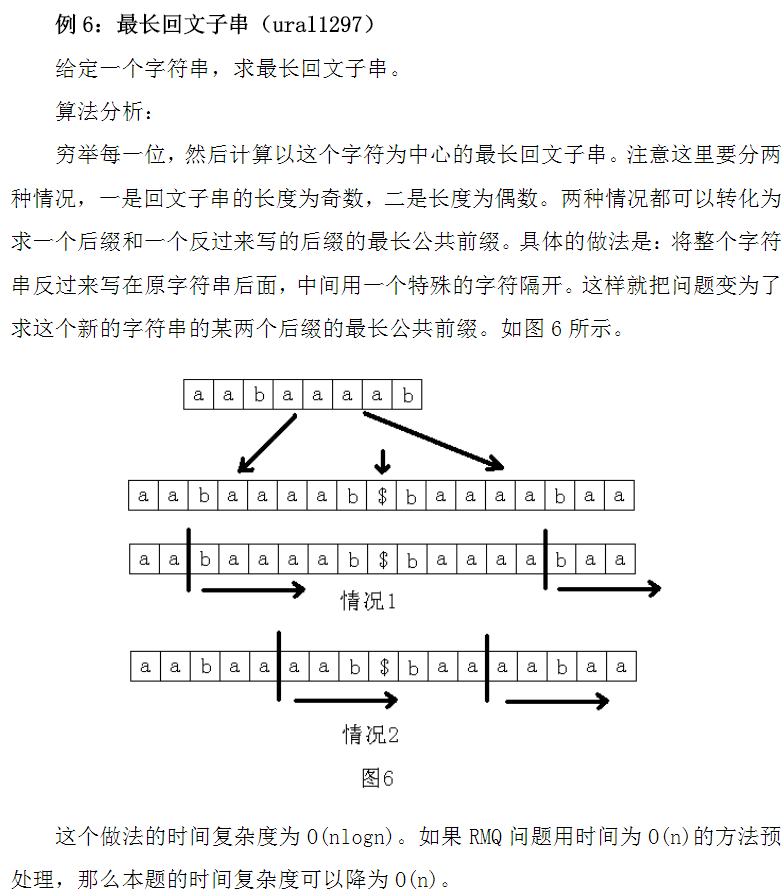 例 6：最长回文子串（ural1297）
给定一个字符串，求最长回文子串。
算法分析：
穷举每一位，然后计算以这个字符为中心的最长回文子串。注意这里要分两
种情况，一是回文子串的长度为奇数，二是长度为偶数。两种情况都可以转化为
求一个后缀和一个反过来写的后缀的最长公共前缀。具体的做法是：将整个字符
串反过来写在原字符串后面，中间用一个特殊的字符隔开。这样就把问题变为了
求这个新的字符串的某两个后缀的最长公共前缀。如图 6 所示。
a a b a a a a b
a a b a a a a b $ b a a a a b a a
a a b a a a a b $ b a a a a b a a
情况1
a a b a a a a b $ b a a a a b a a
情况2
图6
这个做法的时间复杂度为 O(nlogn)。如果 RMQ 问题用时间为 O(n)的方法预
处理，那么本题的时间复杂度可以降为 O(n)。